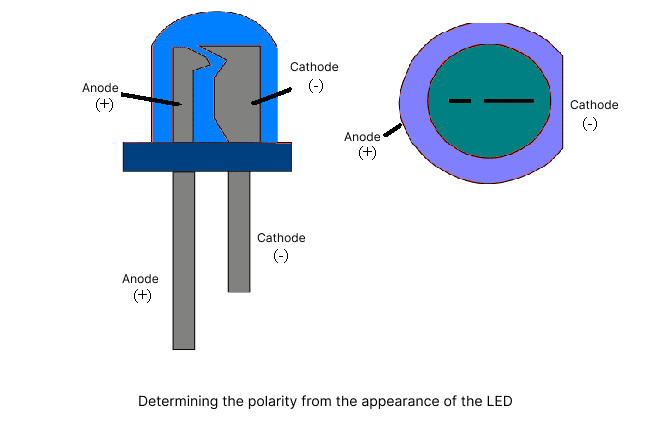 Anode
(+)
Cathode
(-)
Anode
(+)
Cathode
(-)
Cathode
(-)
Anode
(+)
Determining the polarity from the appearance of the LED